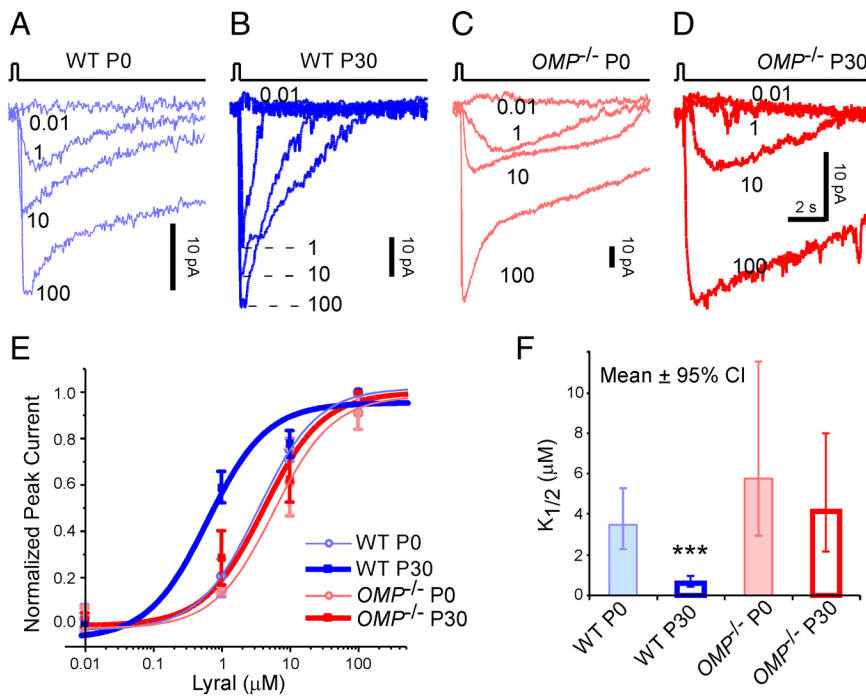 A
WT P0
0.01
1
10
100
10 pA
B
WT P30
0.01
1
10
100
10 pA
C
OMP-/- P0
0.01
1
10
100
10 pA
D
OMP-/- P30
0.01
1
10
100
2 s
10 pA
E
Normalized Peak Current
1.0
0.8
0.6
0.4
0.2
0.0
0.01
0.1
1
10
100
Lyral (μM)
WT P0
WT P30
OMP-/- P0
OMP-/- P30
F
Mean ± 95% CI
K1/2 (μM)
10
8
6
4
2
0
***
WT P0
WT P30
OMP-/- P0
OMP-/- P30